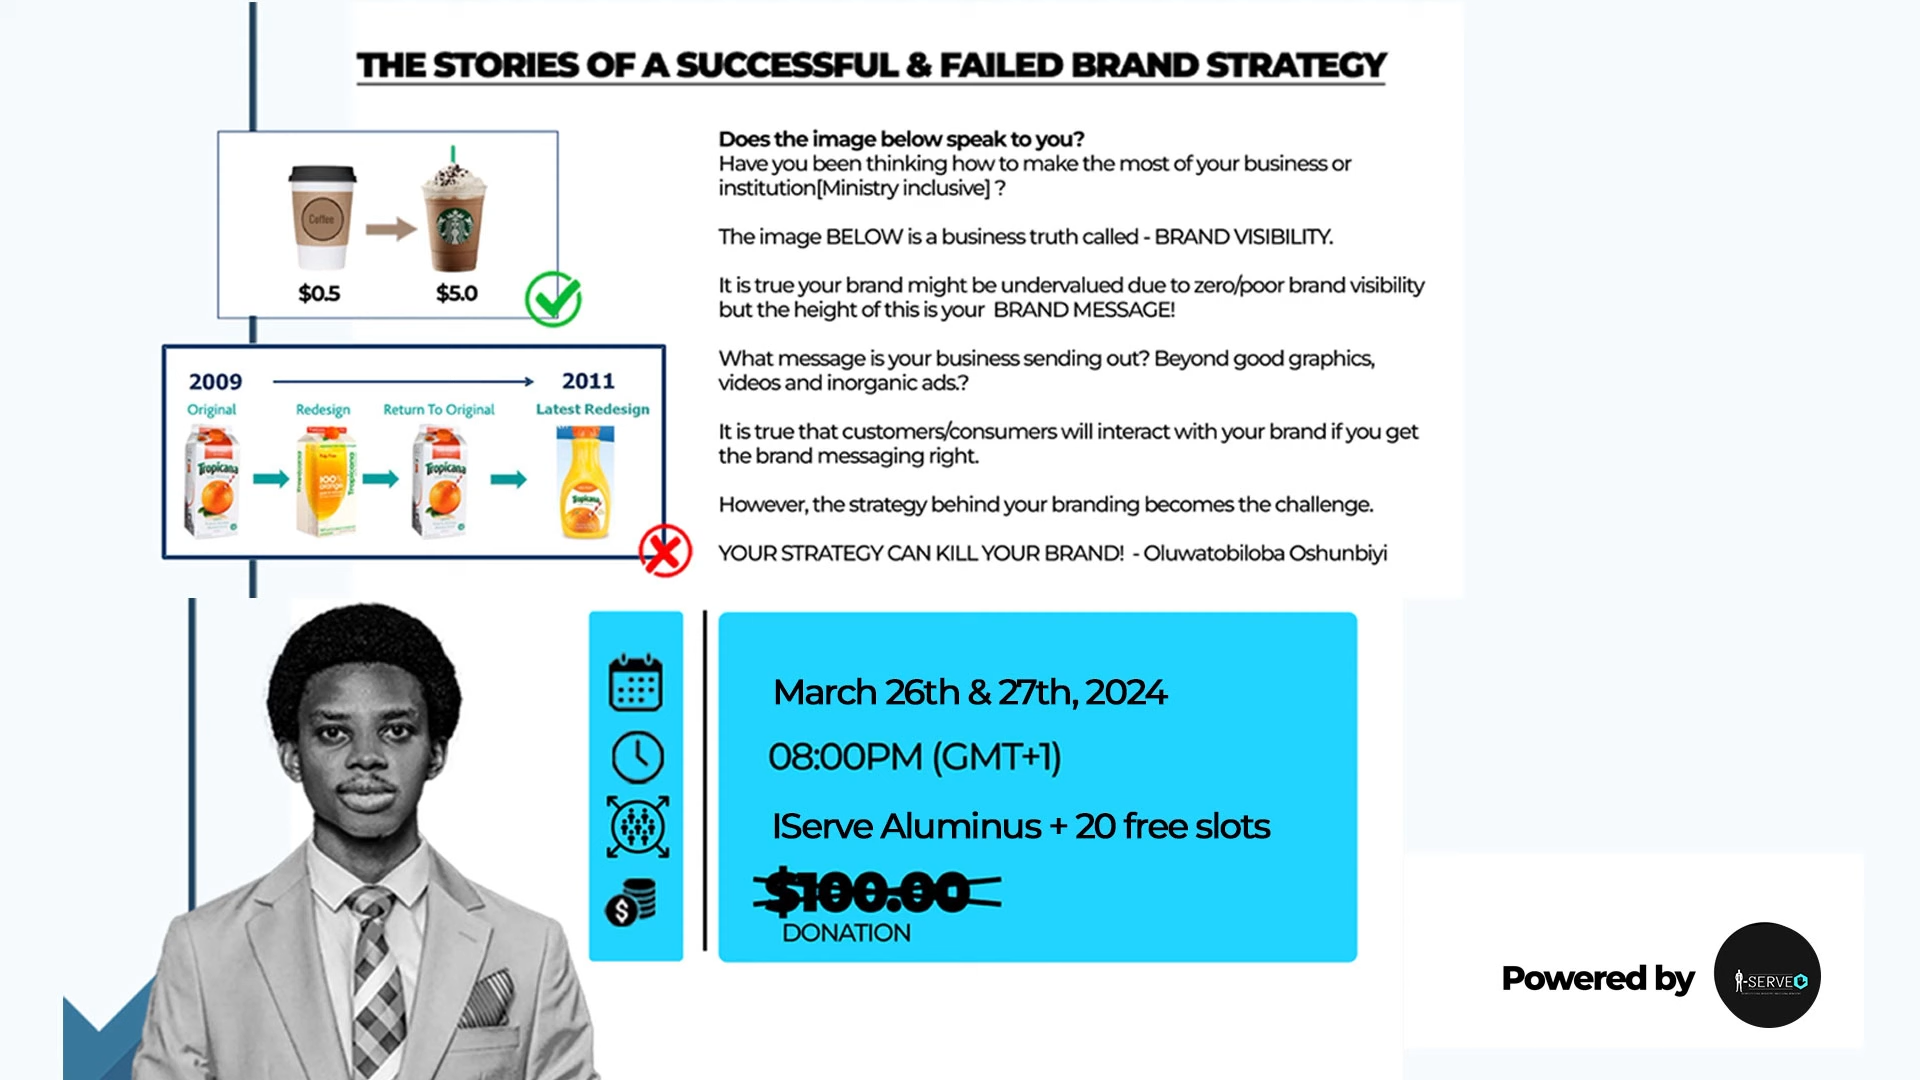 THE STORIES OF A SUCCESSFUL & FAILED BRAND STRATEGY
Coffee
$0.5
$5.0
2009
2011
Original
Redesign
Return To Original
Latest Redesign
Tropicana
100%
orange
Tropicana
Tropicana
Tropicana
Tropicana
Does the image below speak to you?
Have you been thinking how to make the most of your business or
institution[Ministry inclusive] ?
The image BELOW is a business truth called - BRAND VISIBILITY.
It is true your brand might be undervalued due to zero/poor brand visibility
but the height of this is your BRAND MESSAGE!
What message is your business sending out? Beyond good graphics,
videos and inorganic ads.?
It is true that customers/consumers will interact with your brand if you get
the brand messaging right.
However, the strategy behind your branding becomes the challenge.
YOUR STRATEGY CAN KILL YOUR BRAND! - Oluwatobiloba Oshunbiyi
March 26th & 27th, 2024
08:00PM (GMT+1)
IServe Aluminus + 20 free slots
$100.00
DONATION
Powered by
I-SERVE